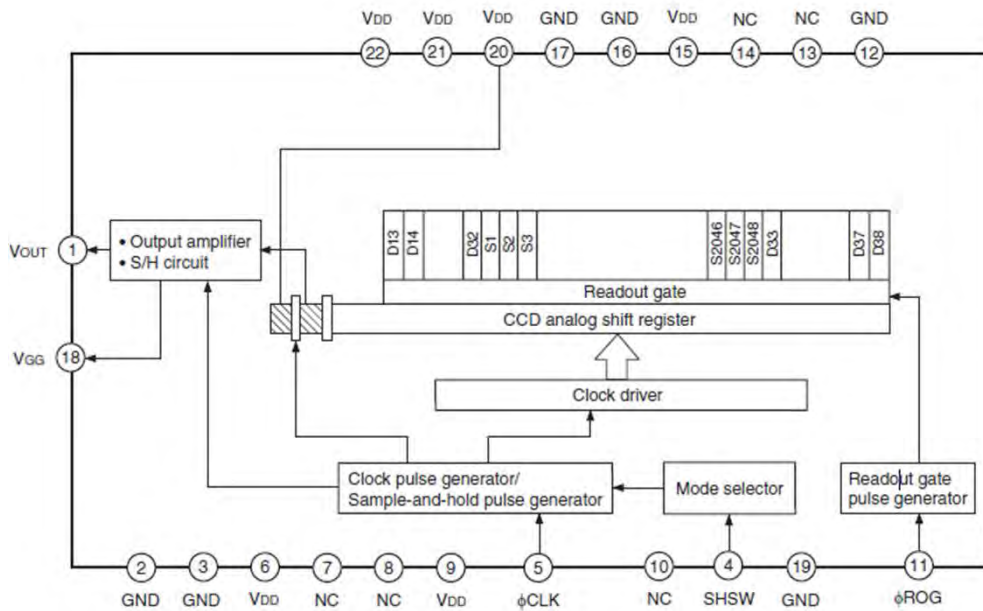 VDD VDD VDD GND GND VDD NC NC GND
22 21 20 17 16 15 14 13 12
D13 D14 D32 S1 S2 S3 S2046 S2047 S2048 D33 D37 D38
VOUT 1
• Output amplifier
• S/H circuit
Readout gate
CCD analog shift register
VGG 18
Clock driver
Clock pulse generator/
Sample-and-hold pulse generator
Mode selector
Readout gate
pulse generator
2 3 6 7 8 9 5 10 4 19 11
GND GND VDD NC NC VDD ϕCLK NC SHSW GND ϕROG